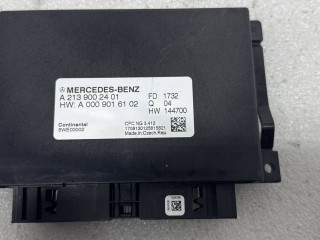 MERCEDES-BENZ
A 213 900 24 01 FD 1732
HW: A 000 901 61 02 Q 04
HW 144700
Continental CPC NG 3.412
Made in Czech Rep.